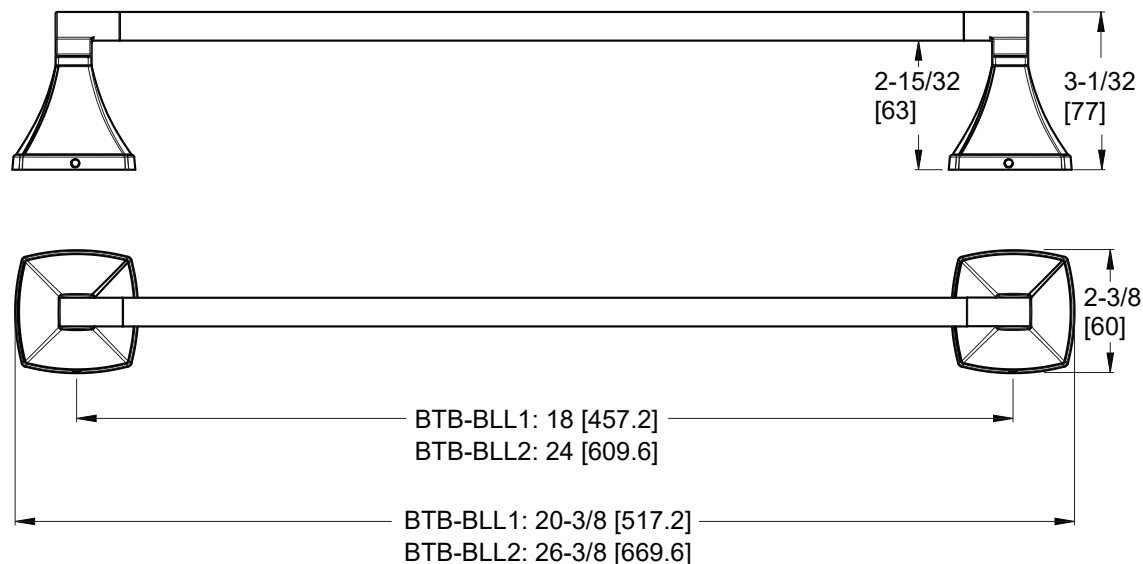 2-15/32
[63]
3-1/32
[77]
2-3/8
[60]
BTB-BLL1: 18 [457.2]
BTB-BLL2: 24 [609.6]
BTB-BLL1: 20-3/8 [517.2]
BTB-BLL2: 26-3/8 [669.6]